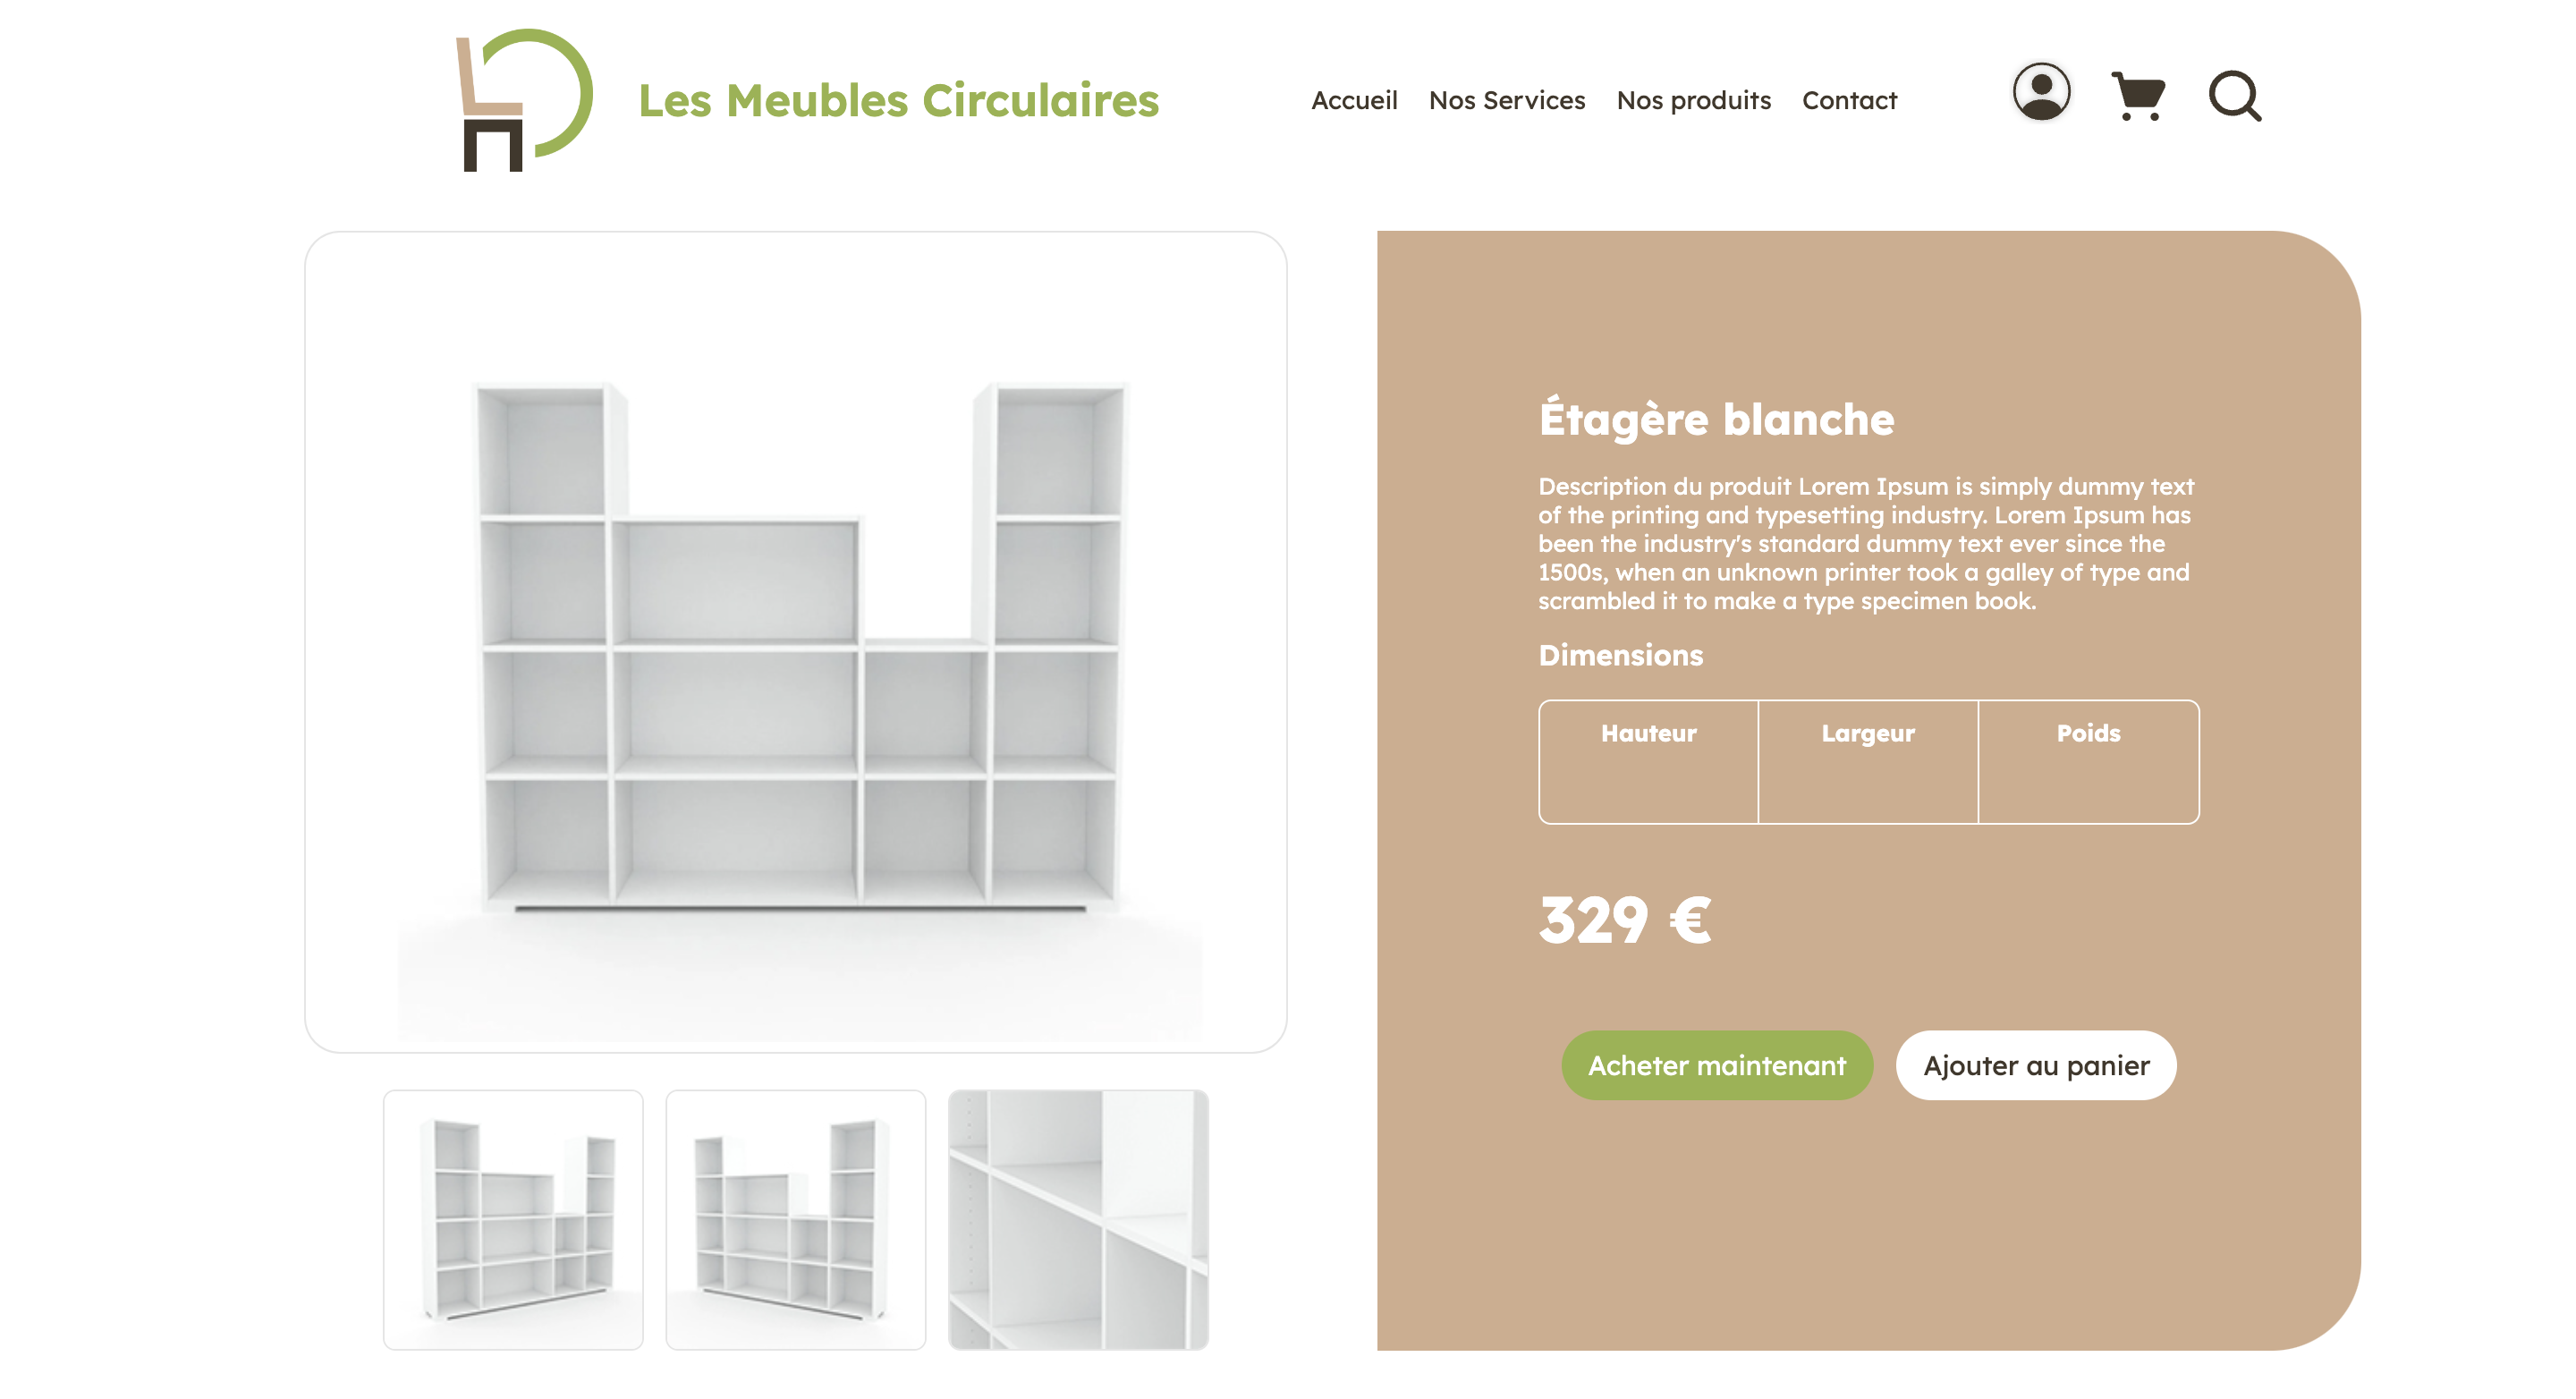 Les Meubles Circulaires
Accueil Nos Services Nos produits Contact
Étagère blanche
Description du produit Lorem Ipsum is simply dummy text
of the printing and typesetting industry. Lorem Ipsum has
been the industry's standard dummy text ever since the
1500s, when an unknown printer took a galley of type and
scrambled it to make a type specimen book.
Dimensions
Hauteur Largeur Poids
329 €
Acheter maintenant Ajouter au panier